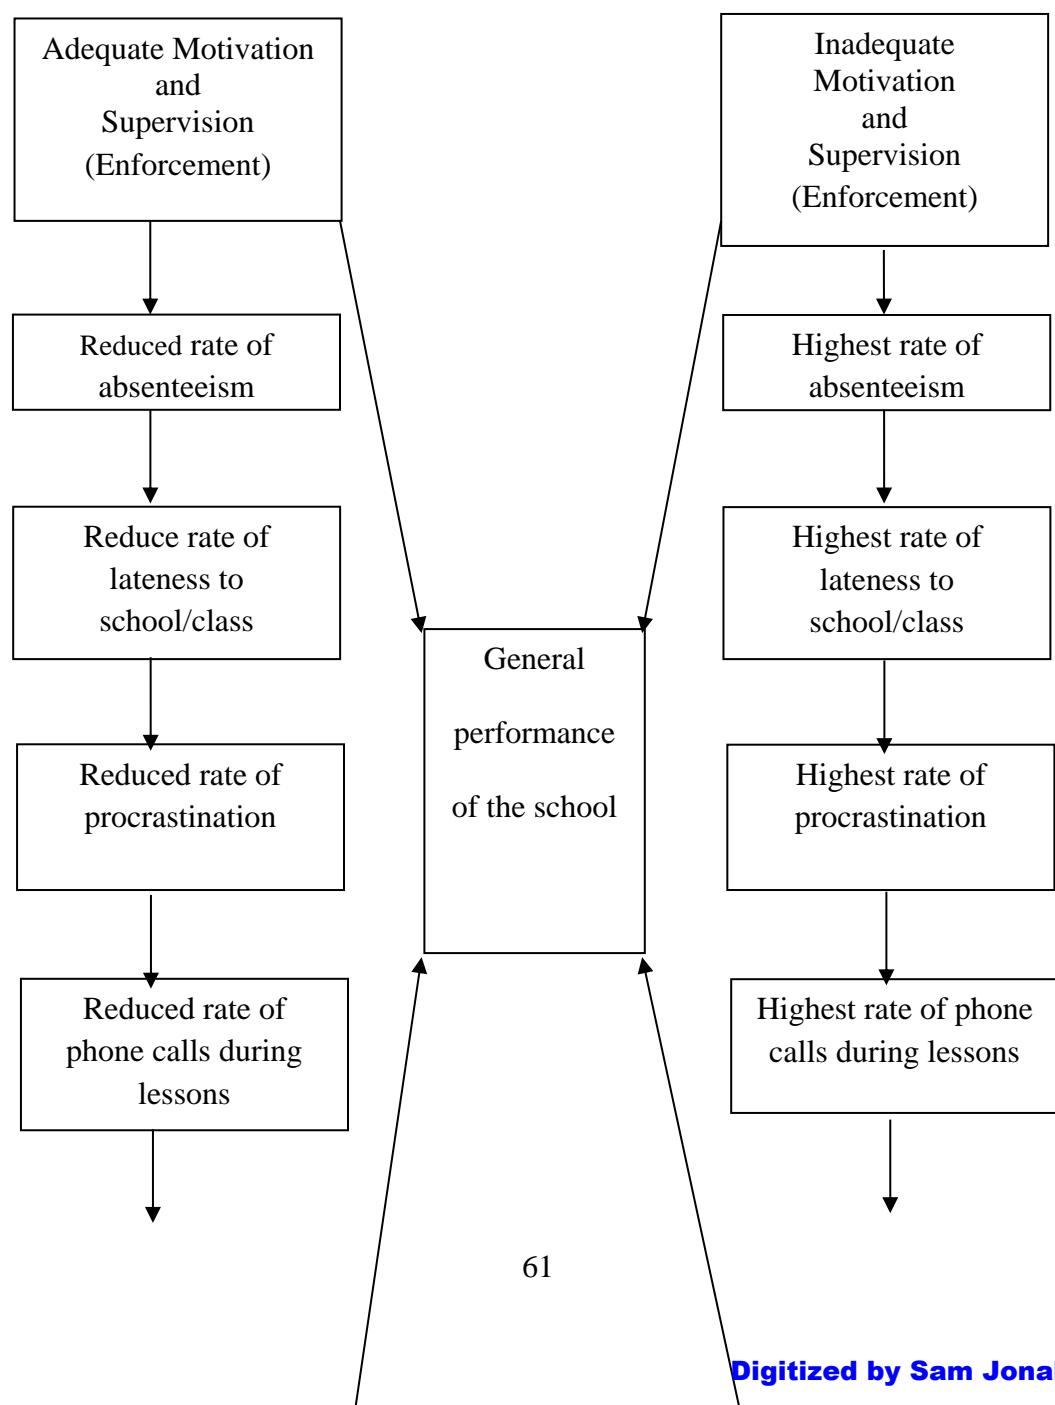 Adequate Motivation
and
Supervision
(Enforcement)
Reduced rate of
absenteeism
Reduce rate of
lateness to
school/class
Reduced rate of
procrastination
Reduced rate of
phone calls during
lessons
General
performance
of the school
Inadequate
Motivation
and
Supervision
(Enforcement)
Highest rate of
absenteeism
Highest rate of
lateness to
school/class
Highest rate of
procrastination
Highest rate of phone
calls during lessons
61
Digitized by Sam